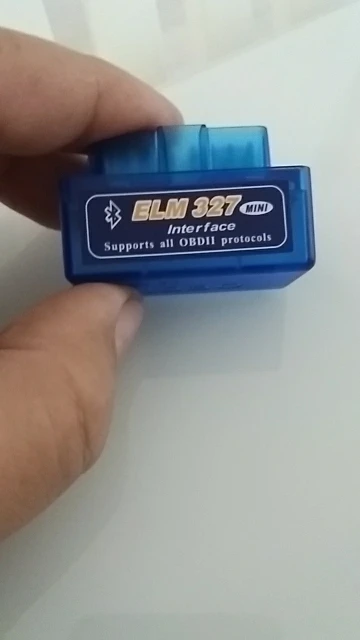 ELM 327 MINI
Interface
Supports all OBDII protocols